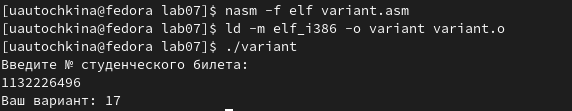 [uautochkina@fedora lab07]$ nasm -f elf variant.asm
[uautochkina@fedora lab07]$ ld -m elf_i386 -o variant variant.o
[uautochkina@fedora lab07]$ ./variant
Введите № студенческого билета:
1132226496
Ваш вариант: 17